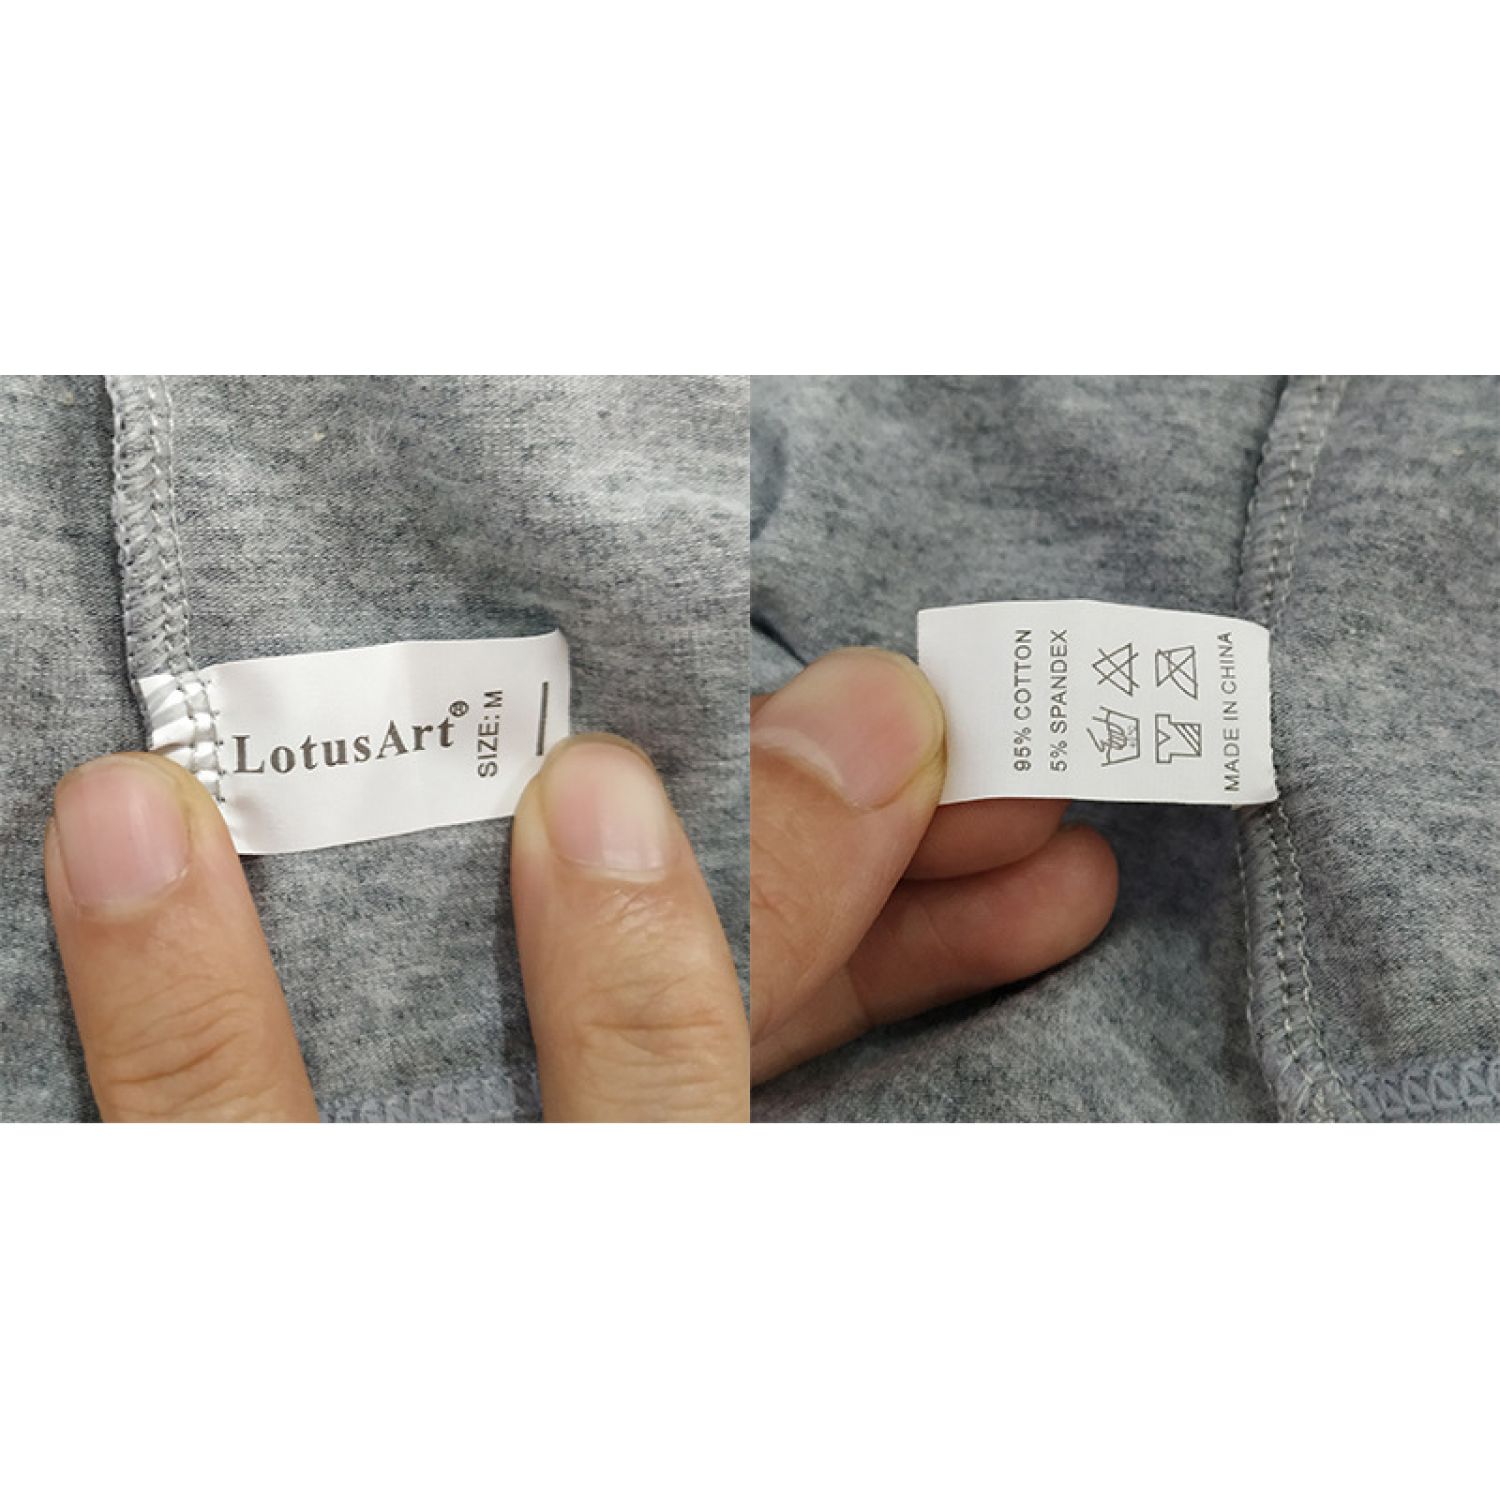 LotusArt®
SIZE: M
95% COTTON
5% SPANDEX
MADE IN CHINA